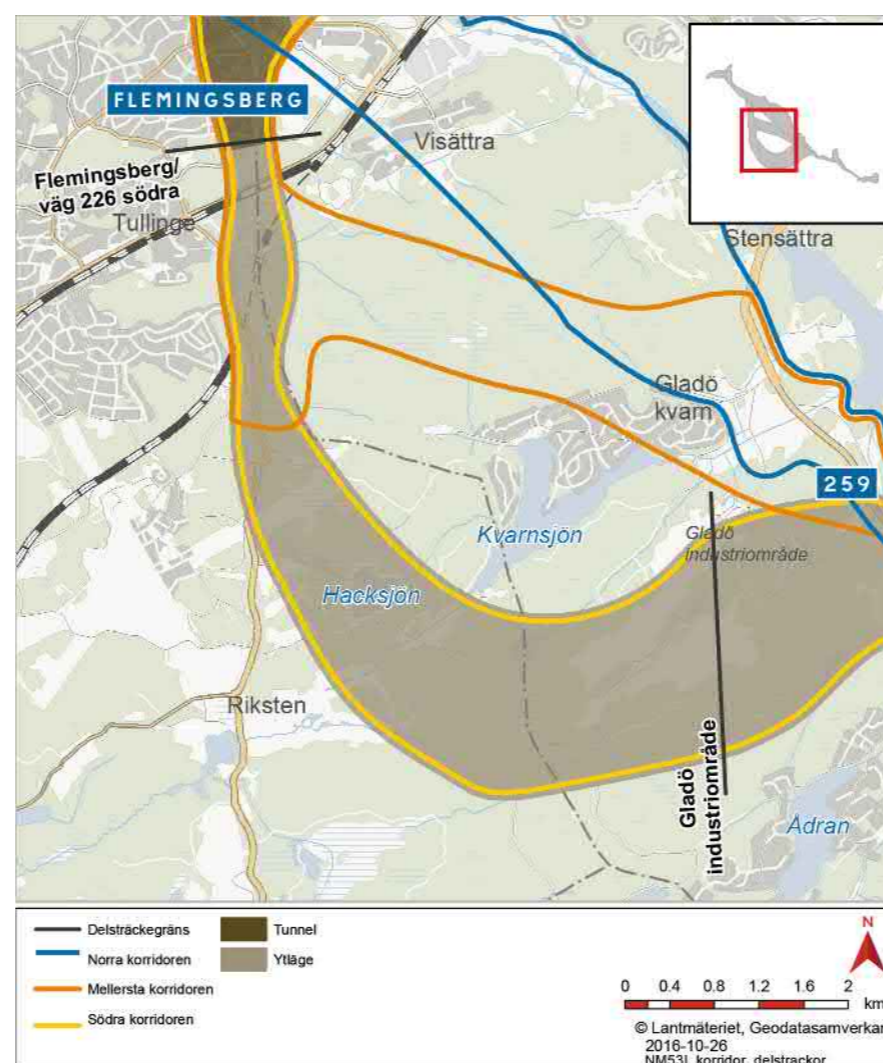 FLEMINGSBERG
Visättra
Flemingsberg/
väg 226 södra
Tullinge
Stensättra
Gladö
kvarn
259
Kvarnsjön
Gladö
industriområde
Hacksjön
Riksten
Gladö
industriområde
Ådran
Delsträckegräns
Norra korridoren
Mellersta korridoren
Södra korridoren
Tunnel
Ytläge
N
0 0.4 0.8 1.2 1.6 2
km
© Lantmäteriet, Geodatasamverkan
2016-10-26